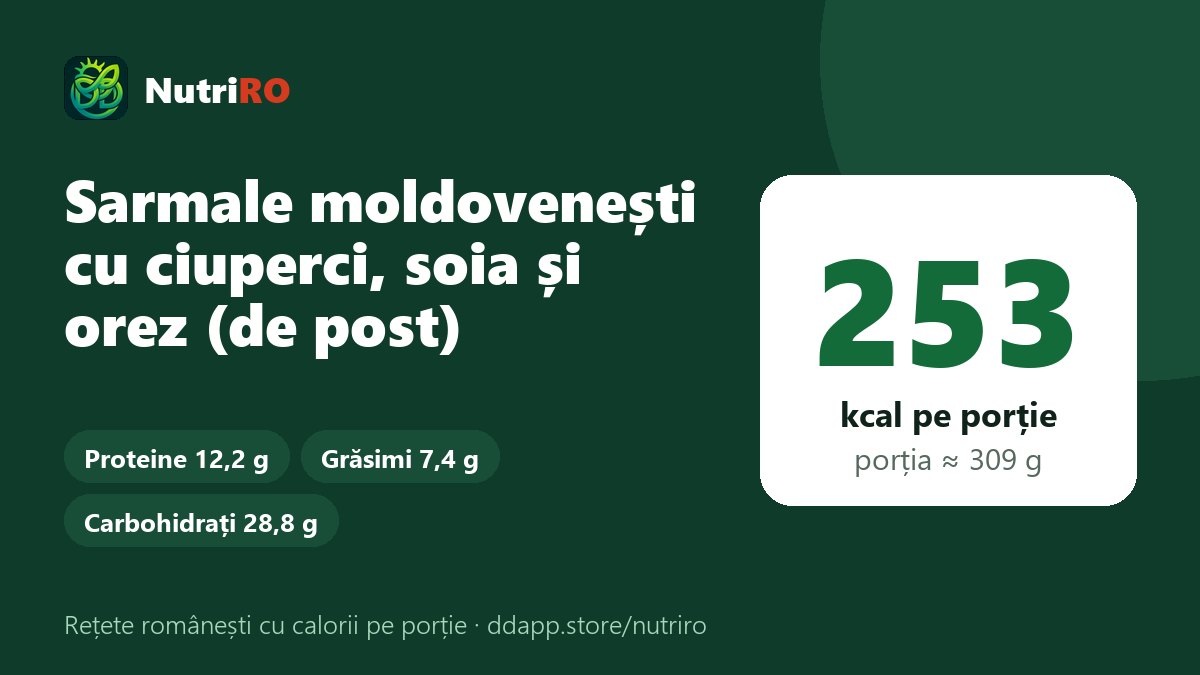 NutriRO
Sarmale moldovenești
cu ciuperci, soia și
orez (de post)
253
kcal pe porție
porția ≈ 309 g
Proteine 12,2 g
Grăsimi 7,4 g
Carbohidrați 28,8 g
Rețete românești cu calorii pe porție · ddapp.store/nutriro